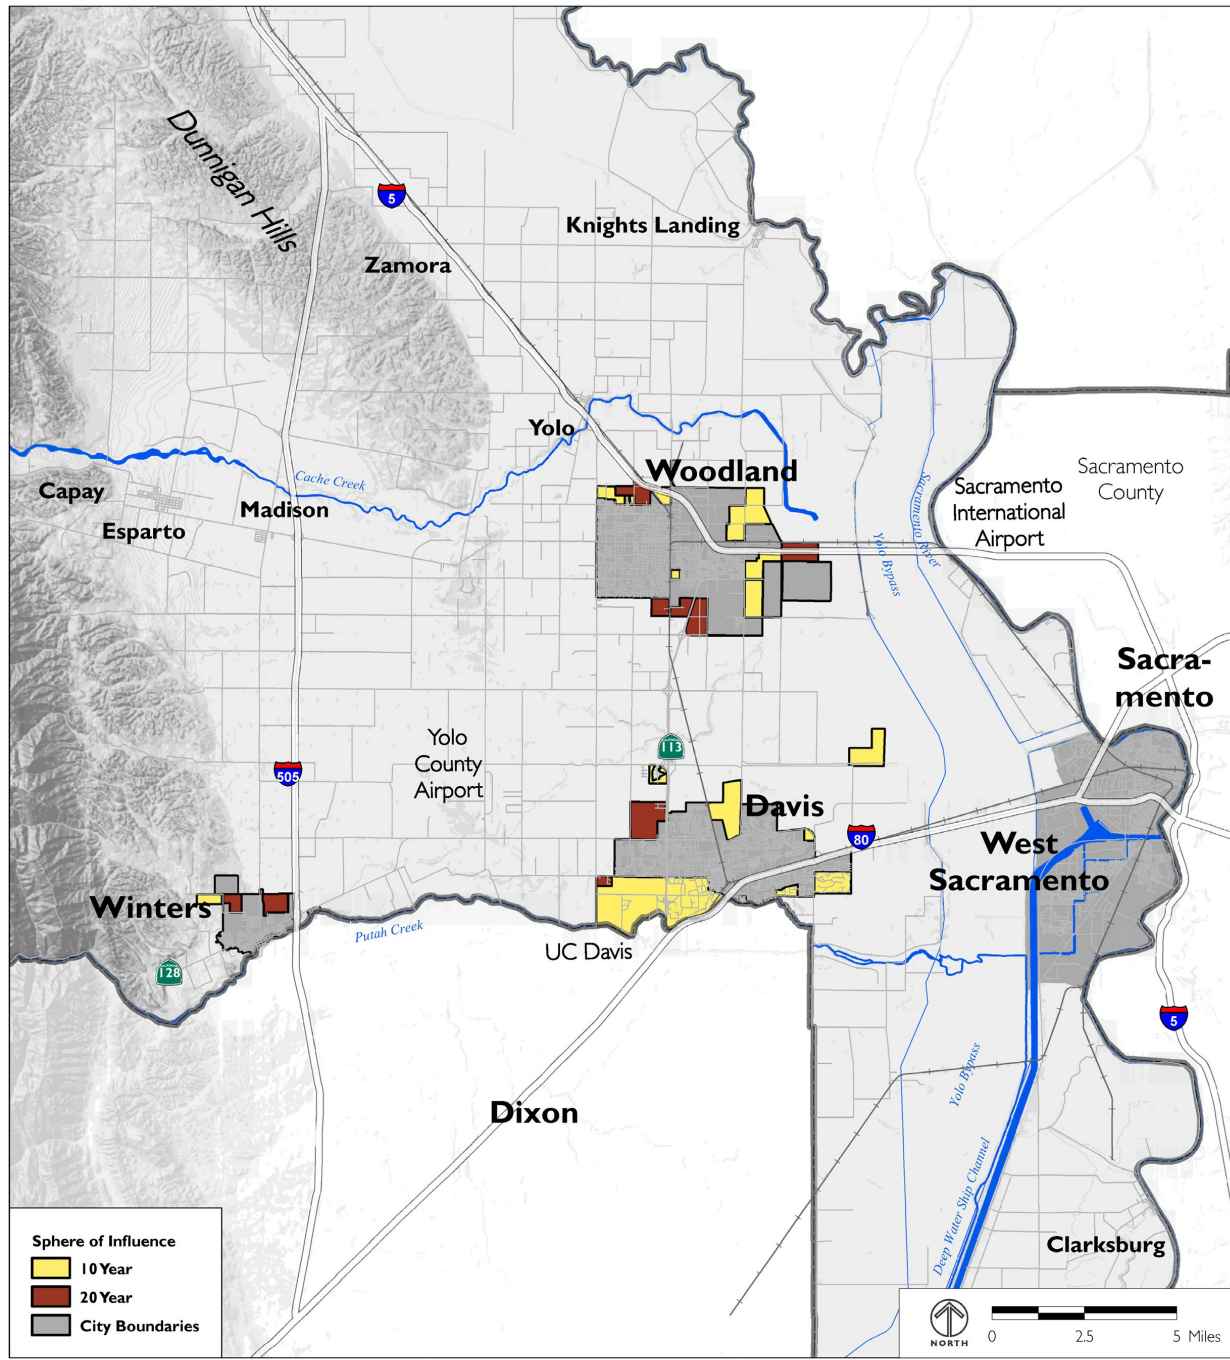 Dunnigan Hills
5
Knights Landing
Zamora
Yolo
Woodland
Cache Creek
Capay
Madison
Esparto
Sacramento
County
Sacramento
International
Airport
Sacramento River
Yolo Bypass
Sacra-
mento
Yolo
County
Airport
113
505
Davis
80
West
Sacramento
Winters
Putah Creek
UC Davis
CALIFORNIA
128
5
Yolo Bypass
Dixon
Deep Water Ship Channel
Clarksburg
Sphere of Influence
10 Year
20 Year
City Boundaries
NORTH
0 2.5 5 Miles